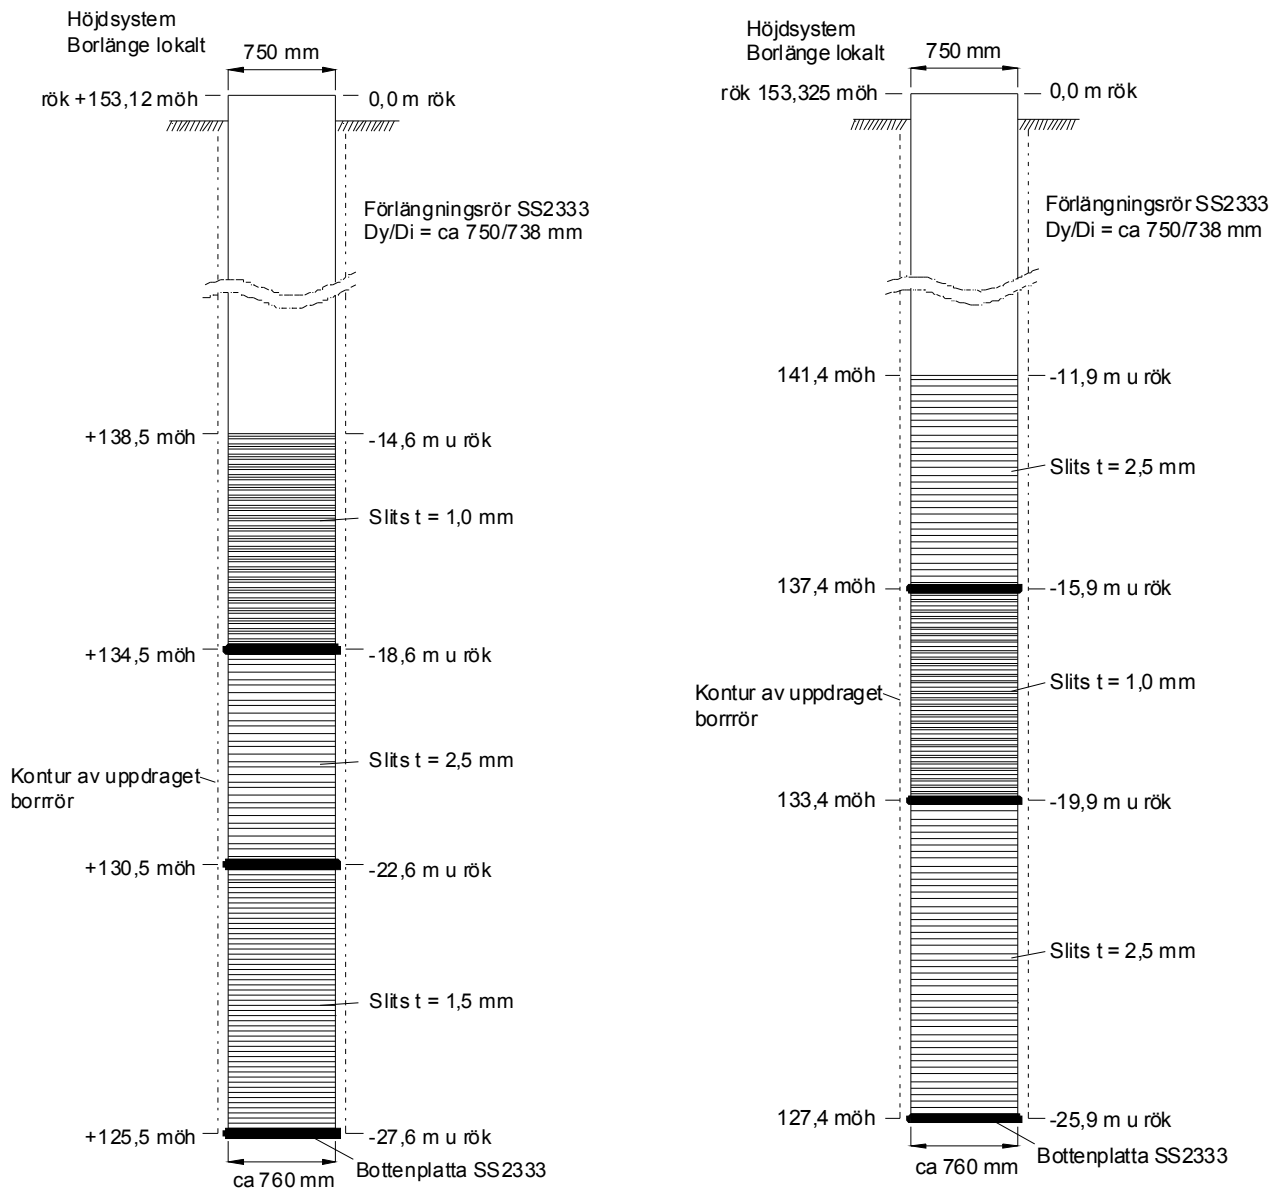 Höjdsystem
Borlänge lokalt
750 mm
rök +153,12 möh
0,0 m rök
Förlängningsrör SS2333
Dy/Di = ca 750/738 mm
+138,5 möh
-14,6 m u rök
Slits t = 1,0 mm
+134,5 möh
-18,6 m u rök
Slits t = 2,5 mm
Kontur av uppdraget
borrrör
+130,5 möh
-22,6 m u rök
Slits t = 1,5 mm
+125,5 möh
-27,6 m u rök
Bottenplatta SS2333
ca 760 mm
Höjdsystem
Borlänge lokalt
750 mm
rök 153,325 möh
0,0 m rök
Förlängningsrör SS2333
Dy/Di = ca 750/738 mm
141,4 möh
-11,9 m u rök
Slits t = 2,5 mm
137,4 möh
-15,9 m u rök
Slits t = 1,0 mm
Kontur av uppdraget
borrrör
133,4 möh
-19,9 m u rök
Slits t = 2,5 mm
127,4 möh
-25,9 m u rök
Bottenplatta SS2333
ca 760 mm